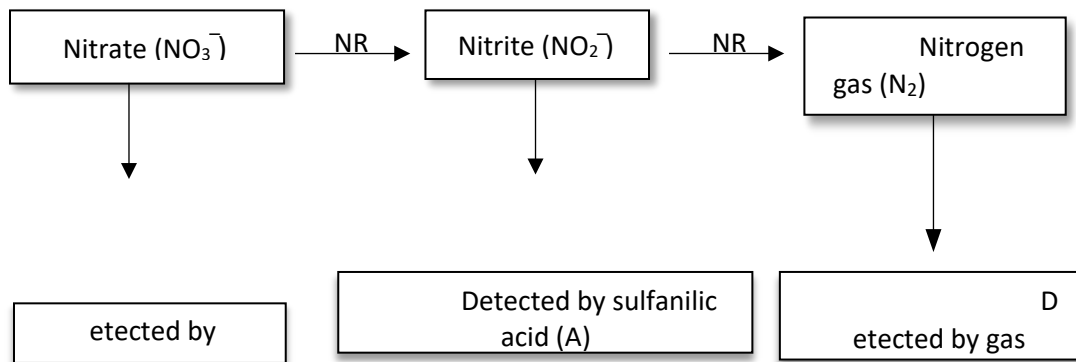 Nitrate (NO₃⁻)
NR
Nitrite (NO₂⁻)
NR
Nitrogen
gas (N₂)
etected by
Detected by sulfanilic
acid (A)
D
etected by gas